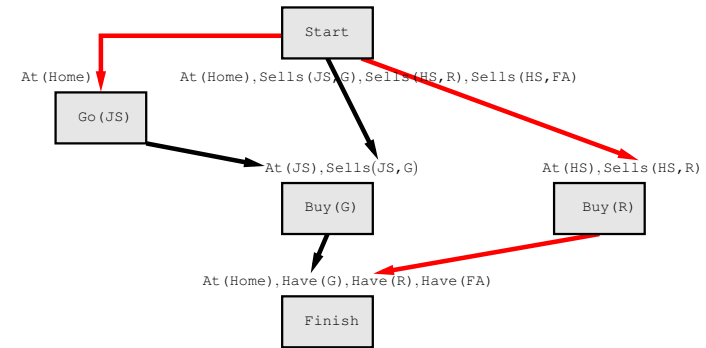 Start
At(Home)
At(Home),Sells(JS,G),Sells(HS,R),Sells(HS,FA)
Go(JS)
At(JS),Sells(JS,G)
At(HS),Sells(HS,R)
Buy(G)
Buy(R)
At(Home),Have(G),Have(R),Have(FA)
Finish